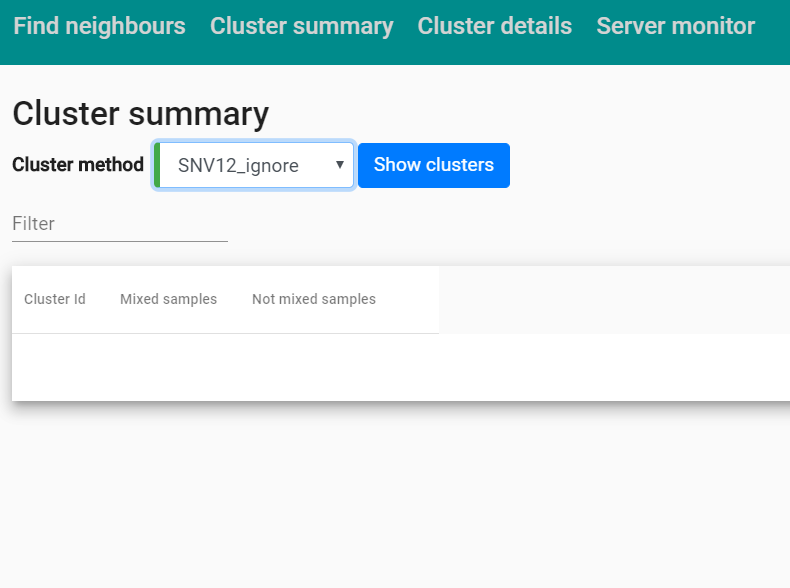 Find neighbours Cluster summary Cluster details Server monitor
Cluster summary
Cluster method SNV12_ignore Show clusters
Filter
Cluster Id Mixed samples Not mixed samples